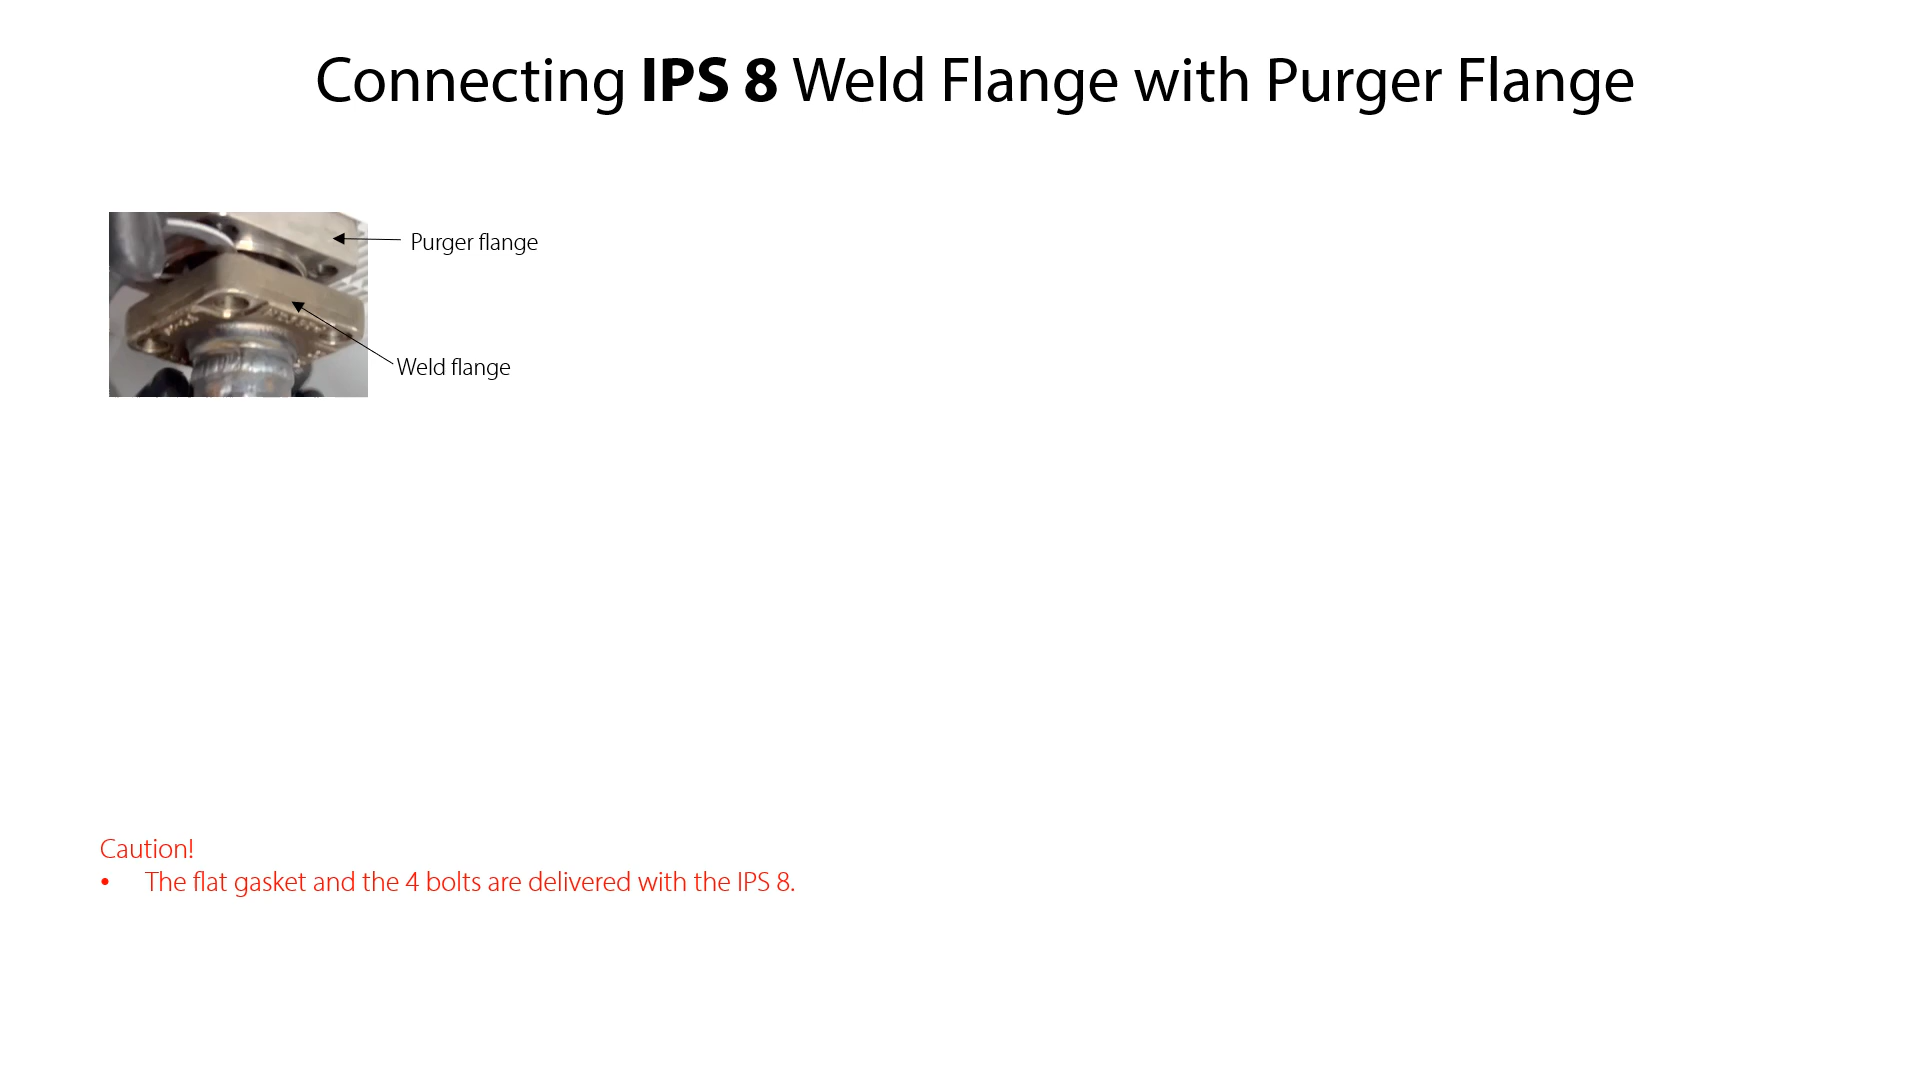 Connecting IPS 8 Weld Flange with Purger Flange
Purger flange
Weld flange
Caution!
• The flat gasket and the 4 bolts are delivered with the IPS 8.